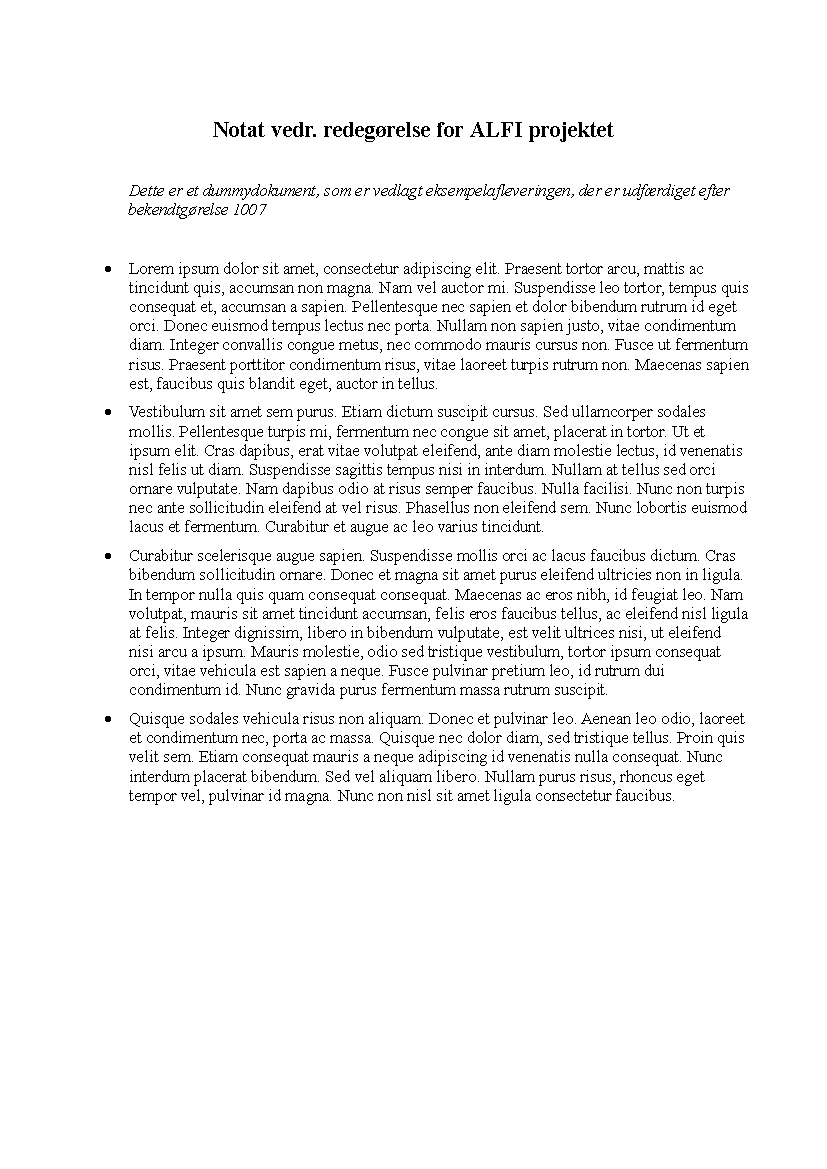 Notat vedr. redegørelse for ALFI projektet
Dette er et dummydokument, som er vedlagt eksempelafleveringen, der er udfærdiget efter
bekendtgørelse 1007
• Lorem ipsum dolor sit amet, consectetur adipiscing elit. Praesent tortor arcu, mattis ac
tincidunt quis, accumsan non magna. Nam vel auctor mi. Suspendisse leo tortor, tempus quis
consequat et, accumsan a sapien. Pellentesque nec sapien et dolor bibendum rutrum id eget
orci. Donec euismod tempus lectus nec porta. Nullam non sapien justo, vitae condimentum
diam. Integer convallis congue metus, nec commodo mauris cursus non. Fusce ut fermentum
risus. Praesent porttitor condimentum risus, vitae laoreet turpis rutrum non. Maecenas sapien
est, faucibus quis blandit eget, auctor in tellus.
• Vestibulum sit amet sem purus. Etiam dictum suscipit cursus. Sed ullamcorper sodales
mollis. Pellentesque turpis mi, fermentum nec congue sit amet, placerat in tortor. Ut et
ipsum elit. Cras dapibus, erat vitae volutpat eleifend, ante diam molestie lectus, id venenatis
nisl felis ut diam. Suspendisse sagittis tempus nisi in interdum. Nullam at tellus sed orci
ornare vulputate. Nam dapibus odio at risus semper faucibus. Nulla facilisi. Nunc non turpis
nec ante sollicitudin eleifend at vel risus. Phasellus non eleifend sem. Nunc lobortis euismod
lacus et fermentum. Curabitur et augue ac leo varius tincidunt.
• Curabitur scelerisque augue sapien. Suspendisse mollis orci ac lacus faucibus dictum. Cras
bibendum sollicitudin ornare. Donec et magna sit amet purus eleifend ultricies non in ligula.
In tempor nulla quis quam consequat consequat. Maecenas ac eros nibh, id feugiat leo. Nam
volutpat, mauris sit amet tincidunt accumsan, felis eros faucibus tellus, ac eleifend nisl ligula
at felis. Integer dignissim, libero in bibendum vulputate, est velit ultrices nisi, ut eleifend
nisi arcu a ipsum. Mauris molestie, odio sed tristique vestibulum, tortor ipsum consequat
orci, vitae vehicula est sapien a neque. Fusce pulvinar pretium leo, id rutrum dui
condimentum id. Nunc gravida purus fermentum massa rutrum suscipit.
• Quisque sodales vehicula risus non aliquam. Donec et pulvinar leo. Aenean leo odio, laoreet
et condimentum nec, porta ac massa. Quisque nec dolor diam, sed tristique tellus. Proin quis
velit sem. Etiam consequat mauris a neque adipiscing id venenatis nulla consequat. Nunc
interdum placerat bibendum. Sed vel aliquam libero. Nullam purus risus, rhoncus eget
tempor vel, pulvinar id magna. Nunc non nisl sit amet ligula consectetur faucibus.